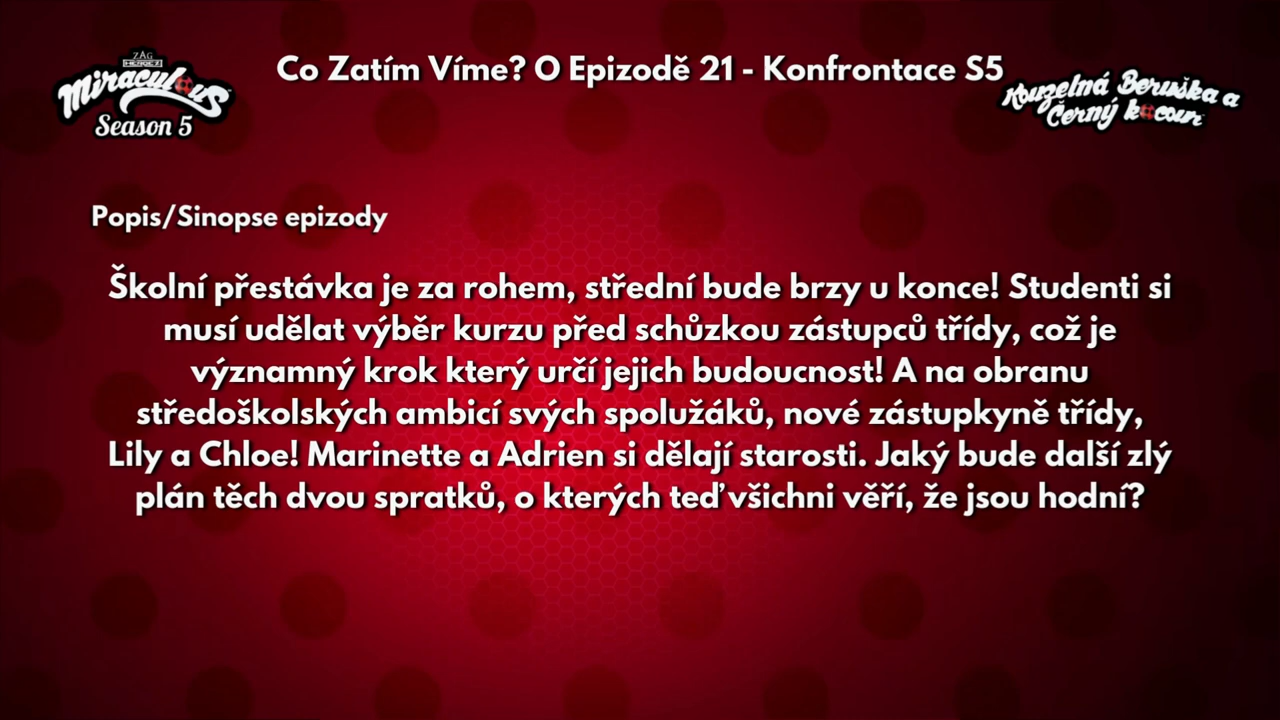 ZAG
HEROEZ
Miraculous
Season 5
Co Zatím Víme? O Epizodě 21 - Konfrontace S5
Kouzelná Beruška a
Černý kocour
Popis/Sinopse epizody
Školní přestávka je za rohem, střední bude brzy u konce! Studenti si
musí udělat výběr kurzu před schůzkou zástupců třídy, což je
významný krok který určí jejich budoucnost! A na obranu
středoškolských ambicí svých spolužáků, nové zástupkyně třídy,
Lily a Chloe! Marinette a Adrien si dělají starosti. Jaký bude další zlý
plán těch dvou spratků, o kterých teď všichni věří, že jsou hodní?